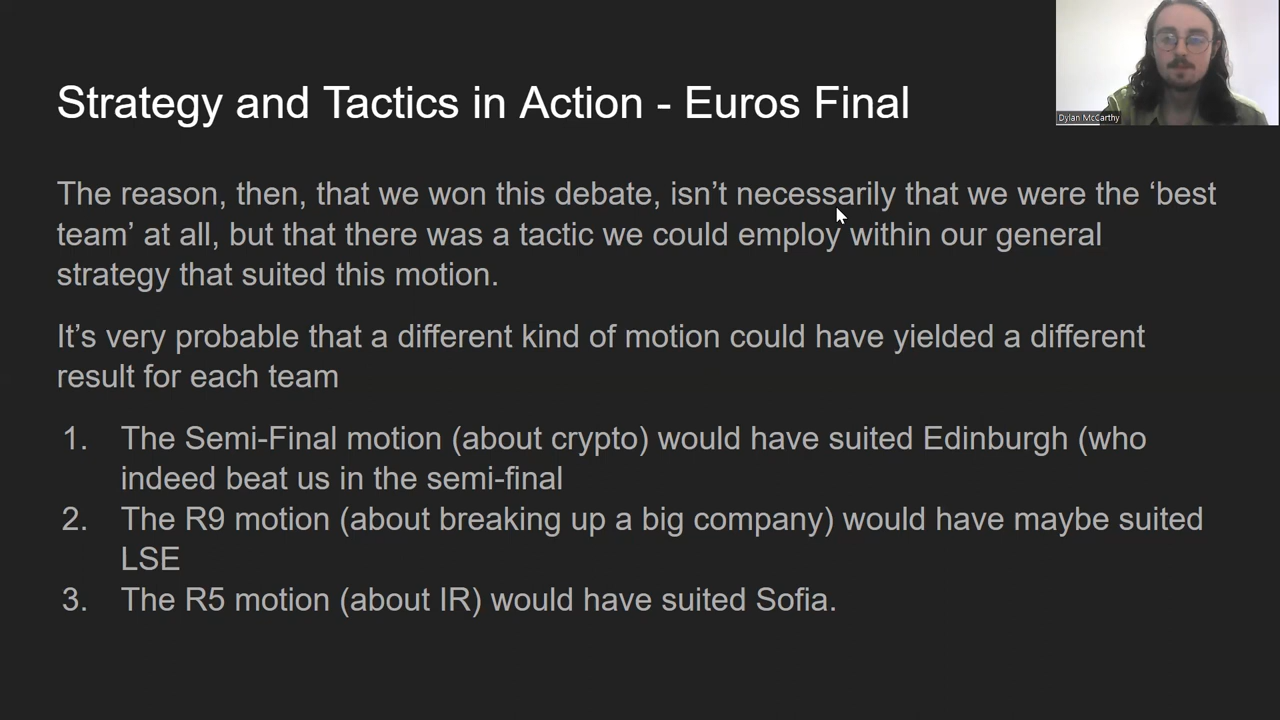 Strategy and Tactics in Action - Euros Final
Dylan McCarthy
The reason, then, that we won this debate, isn’t necessarily that we were the ‘best
team’ at all, but that there was a tactic we could employ within our general
strategy that suited this motion.
It’s very probable that a different kind of motion could have yielded a different
result for each team
1. The Semi-Final motion (about crypto) would have suited Edinburgh (who
indeed beat us in the semi-final
2. The R9 motion (about breaking up a big company) would have maybe suited
LSE
3. The R5 motion (about IR) would have suited Sofia.